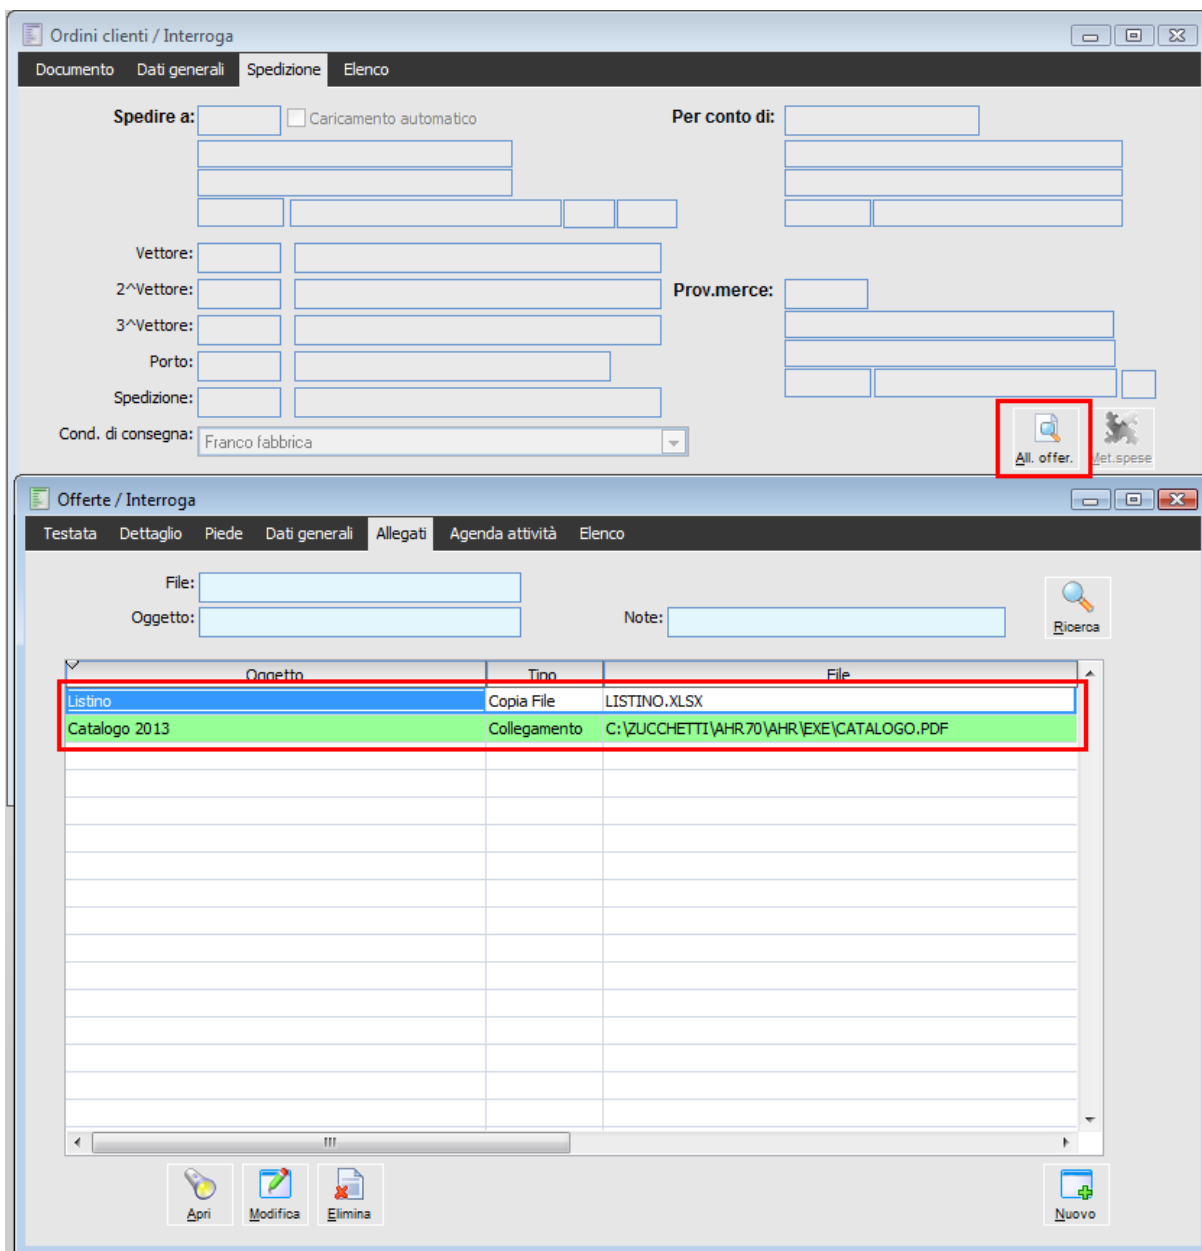 Ordini clienti / Interroga
Documento Dati generali Spedizione Elenco
Spedire a: Caricamento automatico Per conto di:
Vettore:
2^Vettore: Prov.merce:
3^Vettore:
Porto:
Spedizione:
Cond. di consegna: Franco fabbrica
All. offer. Met.spese
Offerte / Interroga
Testata Dettaglio Piede Dati generali Allegati Agenda attività Elenco
File:
Oggetto: Note:
Ricerca
Oggetto Tipo File
Listino Copia File LISTINO.XLSX
Catalogo 2013 Collegamento C:\ZUCCHETTI\AHR70\AHR\EXE\CATALOGO.PDF
Apri Modifica Elimina Nuovo